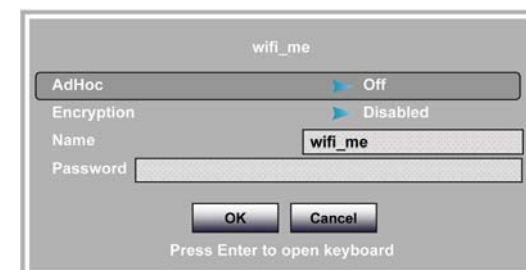 wifi_me
AdHoc Off
Encryption Disabled
Name wifi_me
Password
OK Cancel
Press Enter to open keyboard